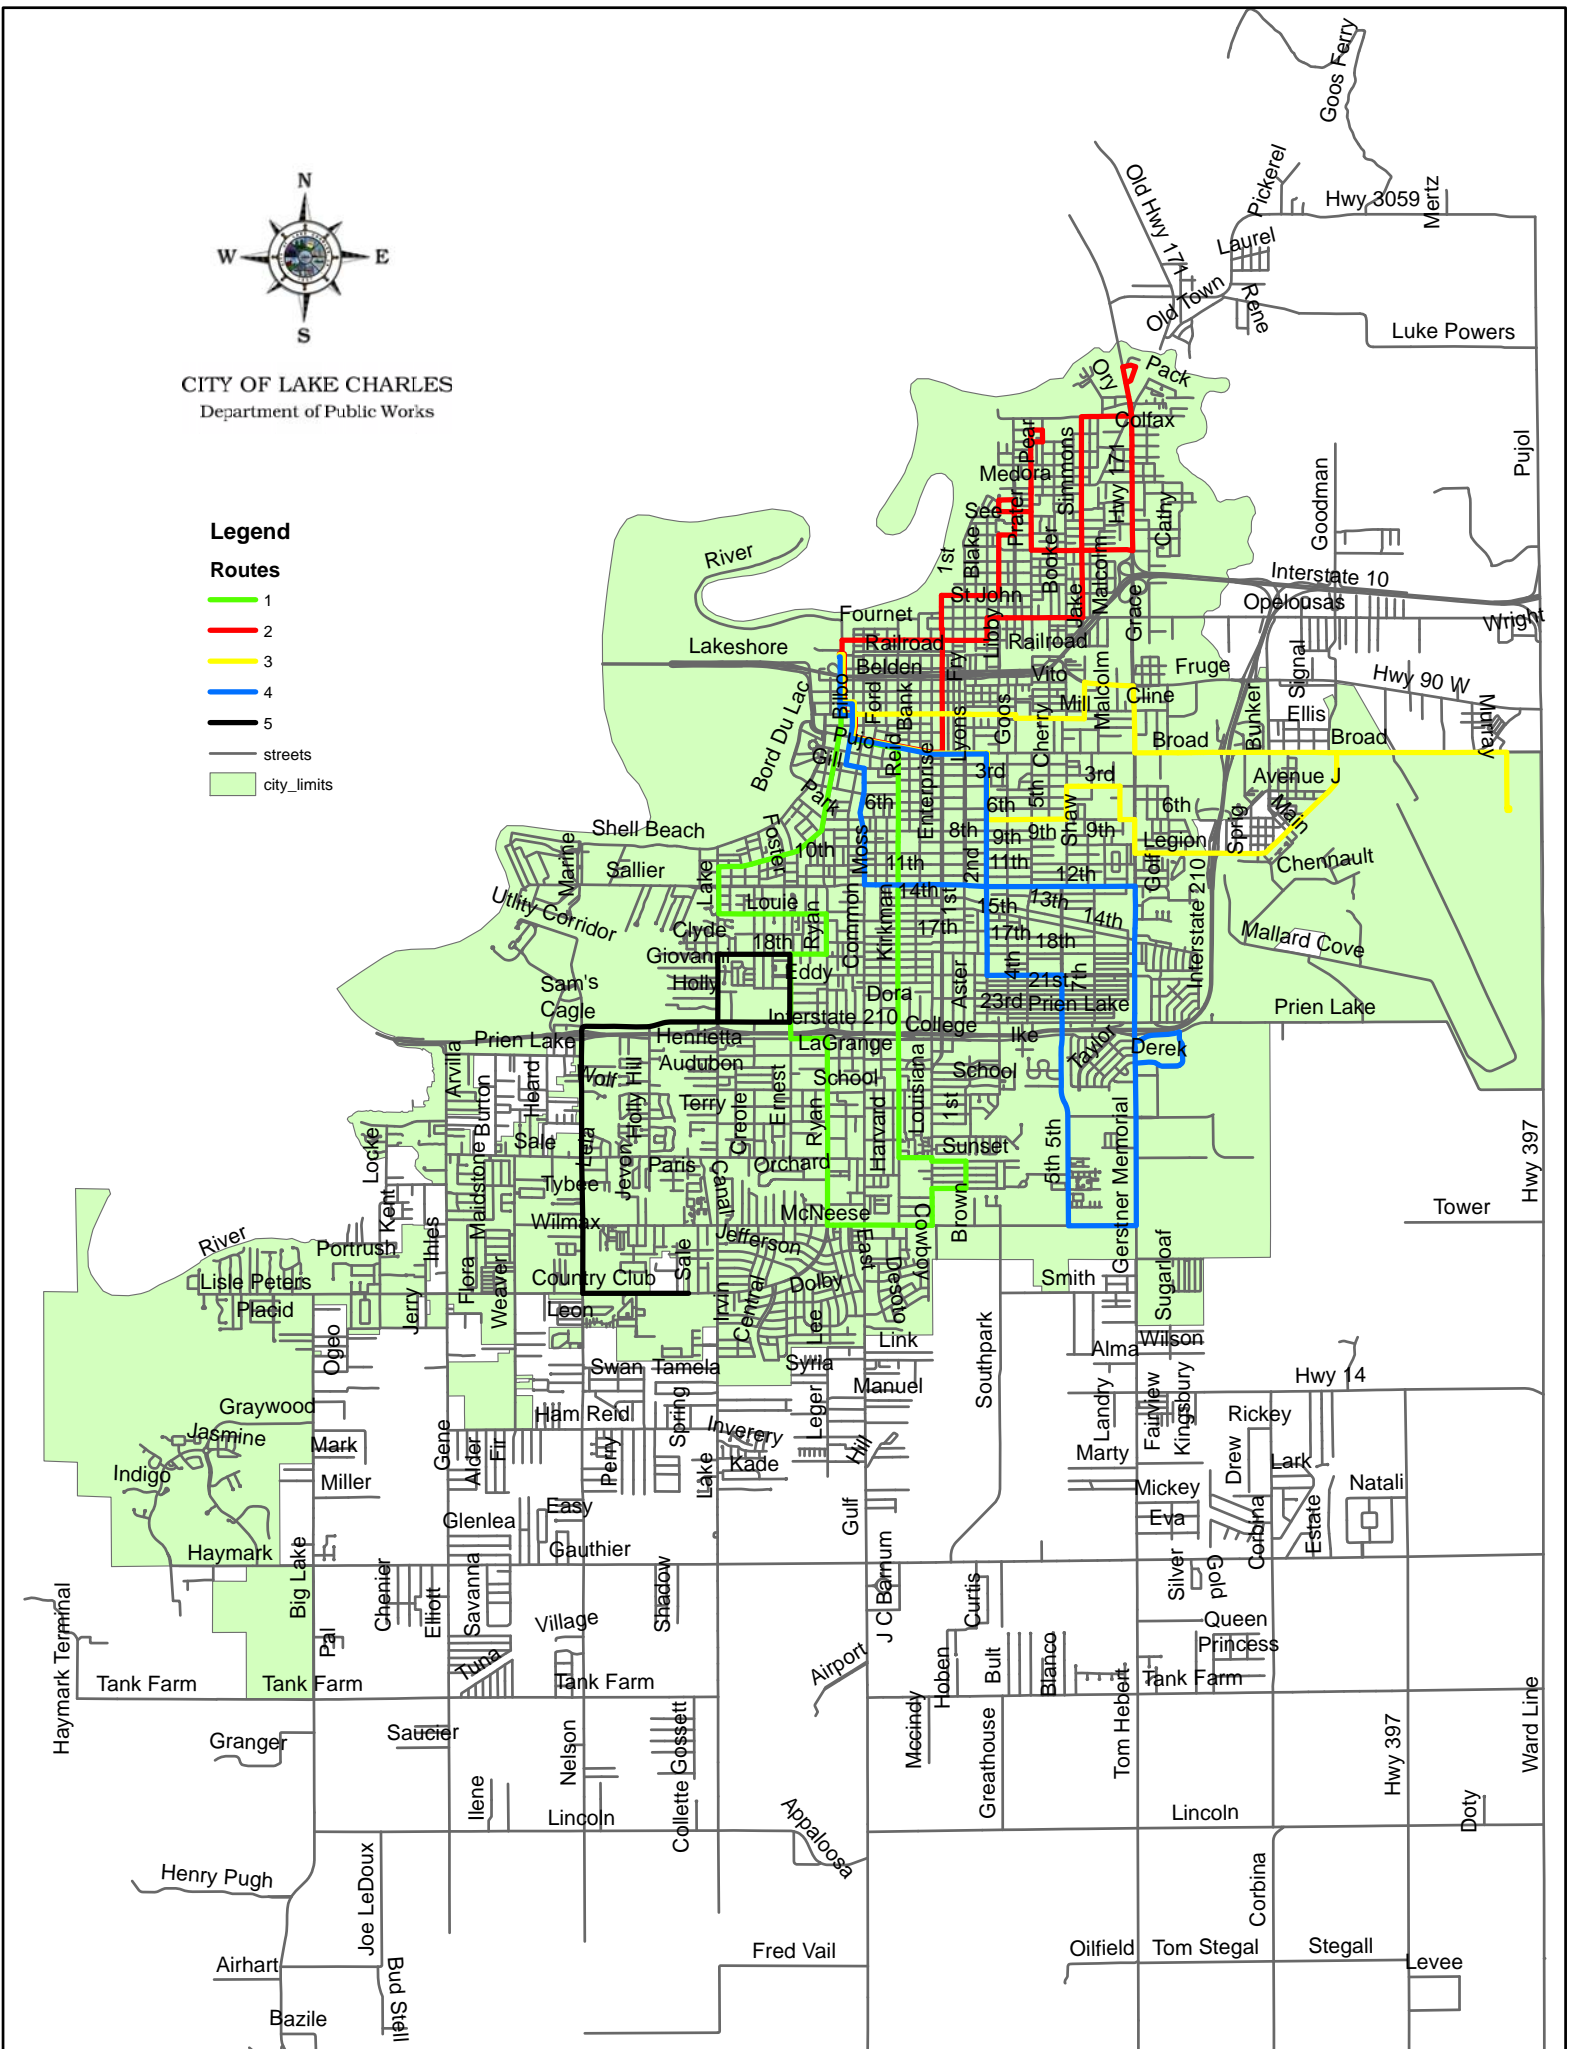 Goos Ferry
N
W
E
S
CITY OF LAKE CHARLES
Department of Public Works
Pickerel
Old Hwy 171
Hwy 3059
Mertz
Laurel
Old Town
Rene
Luke Powers
Ory
Pack
Colfax
Pear
Simmons
Hwy 171
Pujol
Medora
Goodman
See
Prater
Cathy
Legend
Routes
1
2
3
4
5
streets
city_limits
River
1st
Blake
Booker
Malcolm
Interstate 10
St John
Jake
Grace
Opelousas
Wright
Fournet
Libby
Lakeshore
Railroad
Railroad
Belden
Fry
Vito
Malcolm
Fruge
Signal
Hwy 90 W
Bilbo
Ford
Bank
Goos
Mill
Cline
Bunker
Ellis
Murray
Bord Du Lac
Pujo
Reid
Lyons
Cherry
Broad
Broad
Gill
3rd
3rd
Avenue J
Park
6th
Enterprise
6th
5th
Shaw
6th
Sprig
Main
Shell Beach
Foster
8th
9th
9th
9th
Legion
Marine
Sallier
10th
Moss
11th
2nd
11th
Golf
Chennault
Lake
12th
Utlity Corridor
Louie
14th
1st
15th
13th
14th
Interstate 210
Clyde
Ryan
Common
Kirkman
17th
17th
18th
Mallard Cove
Giovanni
18th
4th
Sam's
Holly
Eddy
Aster
21st
7th
Cagle
Dora
23rd
Prien Lake
Prien Lake
Interstate 210
College
Prien Lake
Henrietta
LaGrange
Ike
Taylor
Derek
Arvilla
Audubon
Wolf
Heard
Holly Hill
School
School
Burton
Terry
Creole
Ernest
Ryan
Harvard
Louisiana
1st
Gerstner Memorial
Hwy 397
Locke
Sale
Lela
Sunset
5th 5th
Maidstone
Jevon
Paris
Orchard
Tybee
Canal
Kent
Wilmax
McNeese
Brown
Cowboy
Tower
River
Portrush
Thies
Jefferson
East
Lisle Peters
Flora
Weaver
Country Club
Sale
Dolby
Desoto
Smith
Sugarloaf
Placid
Jerry
Leon
Irvin
Central
Lee
Ogeo
Link
Alma
Wilson
Swan
Tamela
Syria
Southpark
Manuel
Hwy 14
Graywood
Ham Reid
Spring
Leger
Landry
Fairview
Kingsbury
Rickey
Jasmine
Mark
Gene
Inverery
Hill
Marty
Indigo
Alder
Fir
Perry
Lake
Kade
Drew
Lark
Miller
Mickey
Natali
Easy
Glenlea
Gulf
Eva
Estate
Haymark
Gauthier
Corbina
Big Lake
Chenier
Elliott
Savanna
Shadow
J C Barnum
Curtis
Silver
Gold
Haymark Terminal
Village
Queen
Princess
Pal
Tuna
Airport
Hoben
Bult
Blanco
Tank Farm
Tank Farm
Tank Farm
Tank Farm
Tom Hebert
Granger
Saucier
Nelson
Gossett
Mccindy
Greathouse
Hwy 397
Ward Line
Ilene
Lincoln
Collette
Appaloosa
Lincoln
Doty
Henry Pugh
Joe LeDoux
Corbina
Airhart
Bud Stell
Fred Vail
Oilfield
Tom Stegal
Stegall
Levee
Bazile